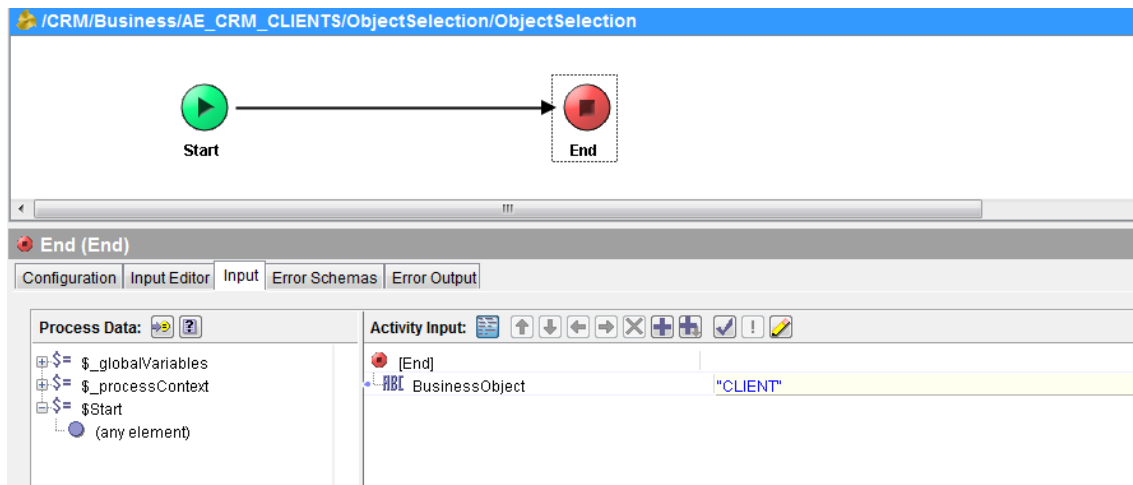 /CRM/Business/AE_CRM_CLIENTS/ObjectSelection/ObjectSelection
Start End
End (End)
Configuration Input Editor Input Error Schemas Error Output
Process Data: Activity Input:
$= $_globalVariables
$= $_processContext
$= $Start
(any element)
[End]
ABC BusinessObject "CLIENT"